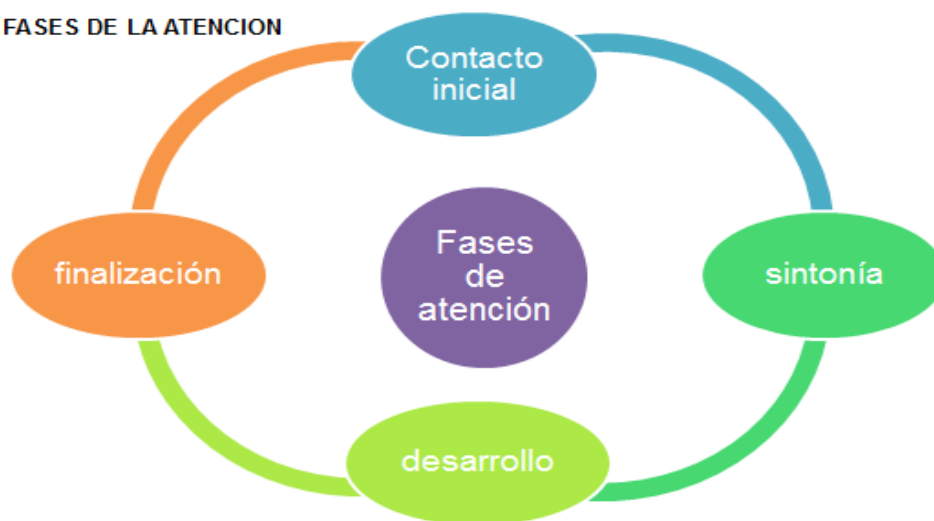 FASES DE LA ATENCION
Contacto
inicial
finalización
Fases
de
atención
sintonía
desarrollo